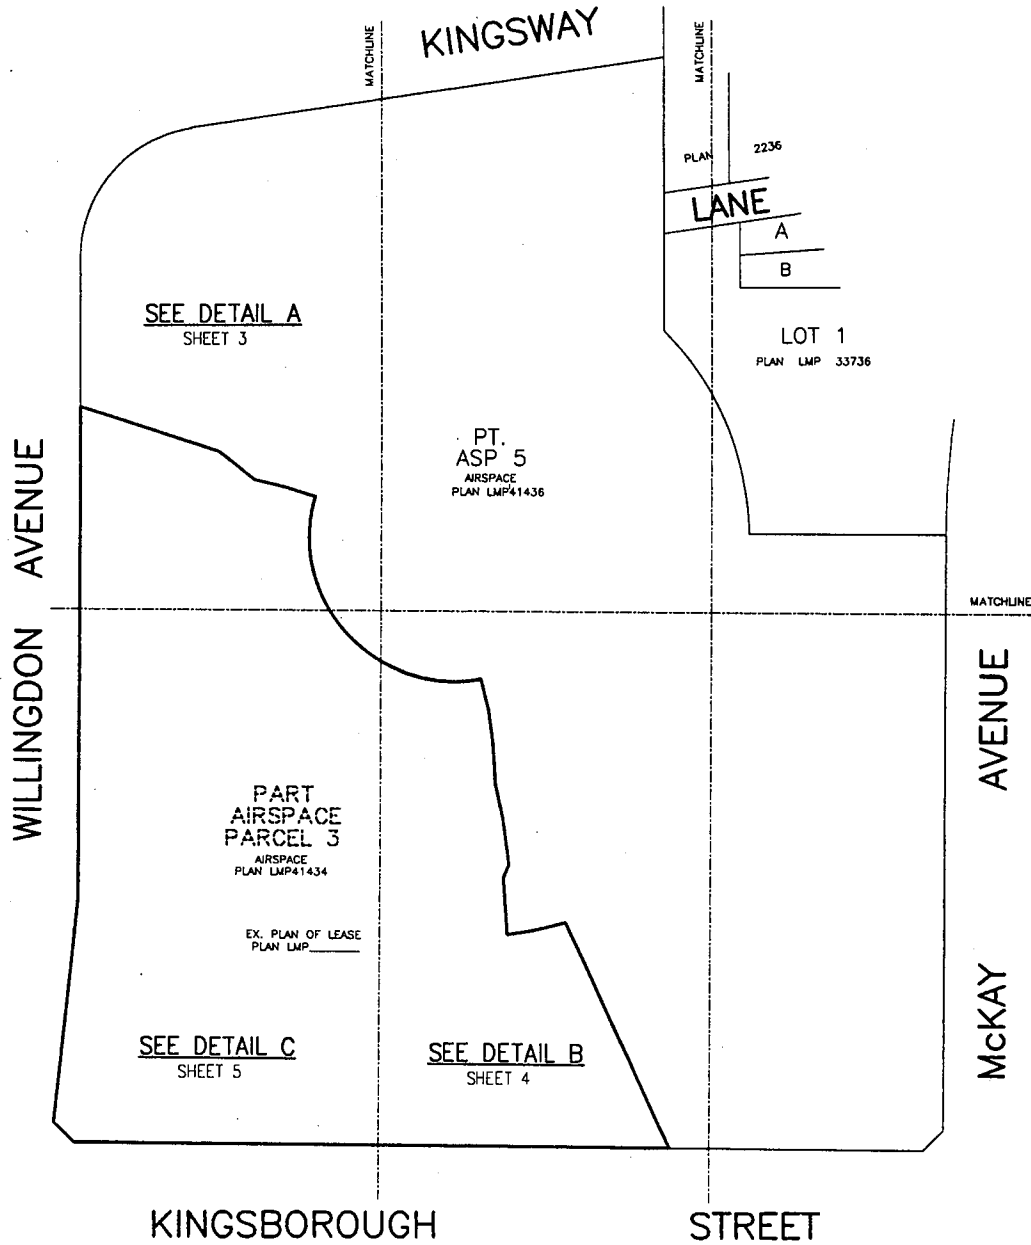 KINGSWAY
MATCHLINE
MATCHLINE
PLAN 2236
LANE
A
B
LOT 1
PLAN LMP 33736
SEE DETAIL A
SHEET 3
PT.
ASP 5
AIRSPACE
PLAN LMP41436
WILLINGDON AVENUE
MATCHLINE
McKAY AVENUE
PART
AIRSPACE
PARCEL 3
AIRSPACE
PLAN LMP41434
EX. PLAN OF LEASE
PLAN LMP______
SEE DETAIL C
SHEET 5
SEE DETAIL B
SHEET 4
KINGSBOROUGH STREET